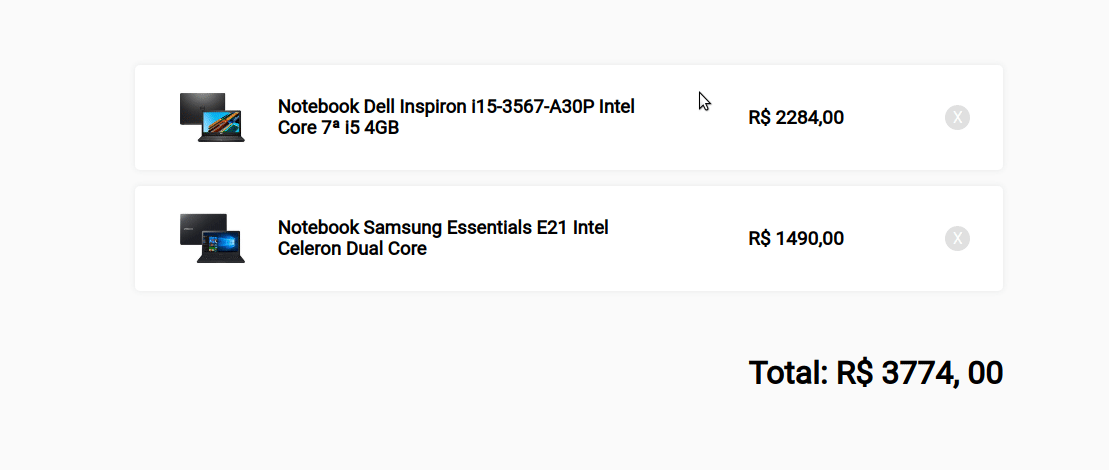 Notebook Dell Inspiron i15-3567-A30P Intel
Core 7ª i5 4GB
R$ 2284,00
X
Notebook Samsung Essentials E21 Intel
Celeron Dual Core
R$ 1490,00
X
Total: R$ 3774, 00